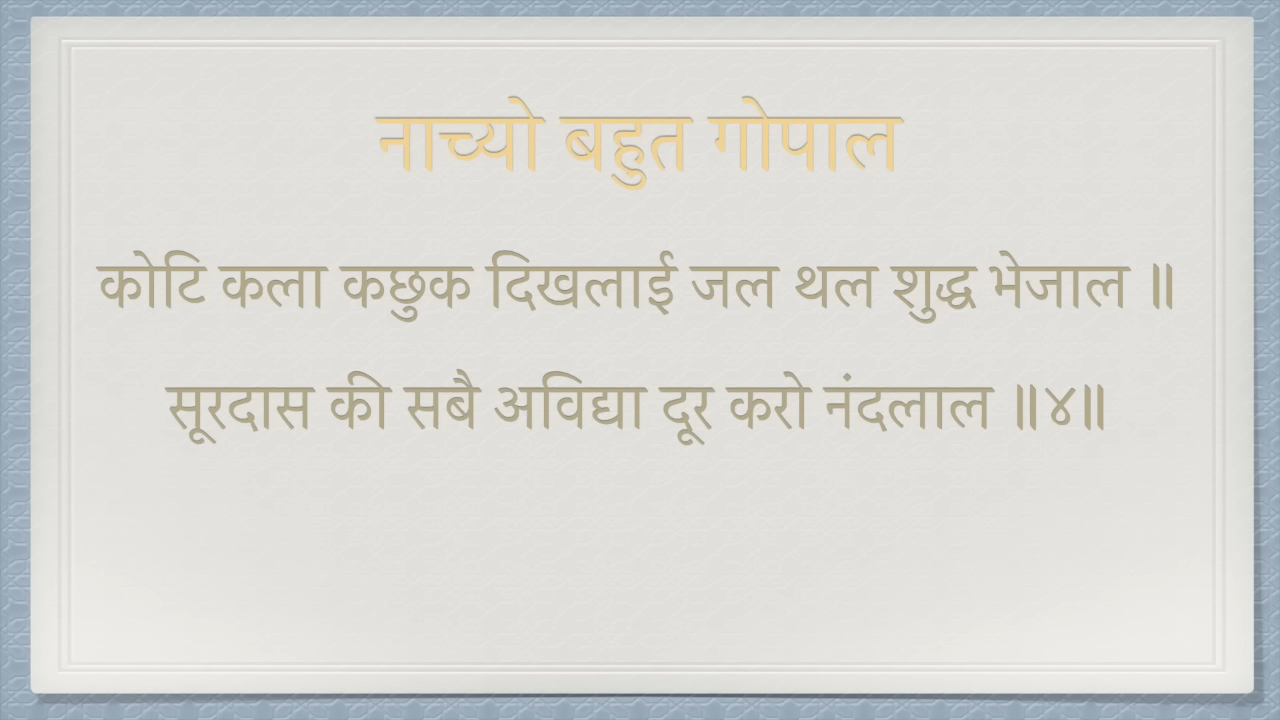 नाच्यो बहुत गोपाल
कोटि कला कछुक दिखलाई जल थल शुद्ध भेजाल ॥
सूरदास की सबै अविद्या दूर करो नंदलाल ॥४॥